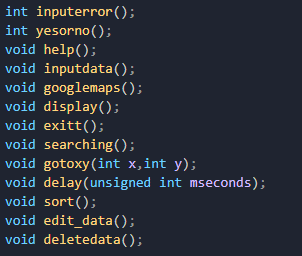 int inputerror();
int yesorno();
void help();
void inputdata();
void googlemaps();
void display();
void exitt();
void searching();
void gotoxy(int x,int y);
void delay(unsigned int mseconds);
void sort();
void edit_data();
void deletedata();